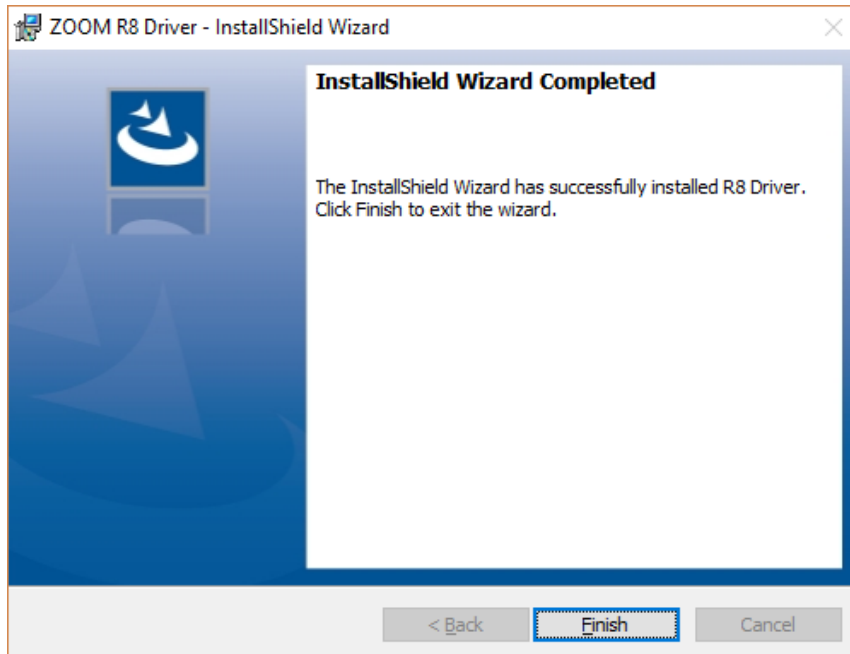 ZOOM R8 Driver - InstallShield Wizard
InstallShield Wizard Completed
The InstallShield Wizard has successfully installed R8 Driver.
Click Finish to exit the wizard.
< Back
Finish
Cancel